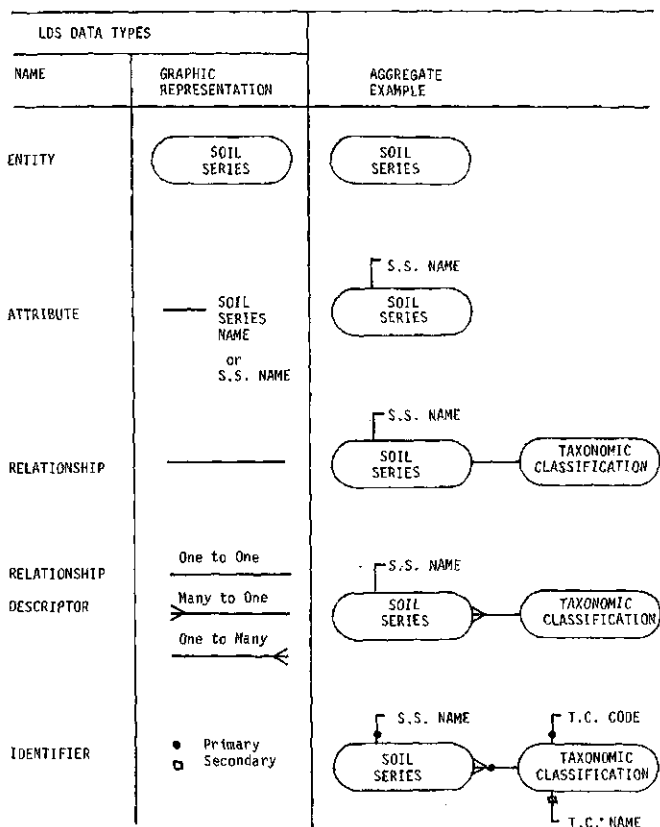 LDS DATA TYPES
NAME
GRAPHIC
REPRESENTATION
AGGREGATE
EXAMPLE
ENTITY
SOIL
SERIES
SOIL
SERIES
ATTRIBUTE
SOIL
SERIES
NAME
or
S.S. NAME
S.S. NAME
SOIL
SERIES
RELATIONSHIP
S.S. NAME
SOIL
SERIES
TAXONOMIC
CLASSIFICATION
RELATIONSHIP
DESCRIPTOR
One to One
Many to One
One to Many
S.S. NAME
SOIL
SERIES
TAXONOMIC
CLASSIFICATION
IDENTIFIER
Primary
Secondary
S.S. NAME
SOIL
SERIES
T.C. CODE
TAXONOMIC
CLASSIFICATION
T.C. NAME